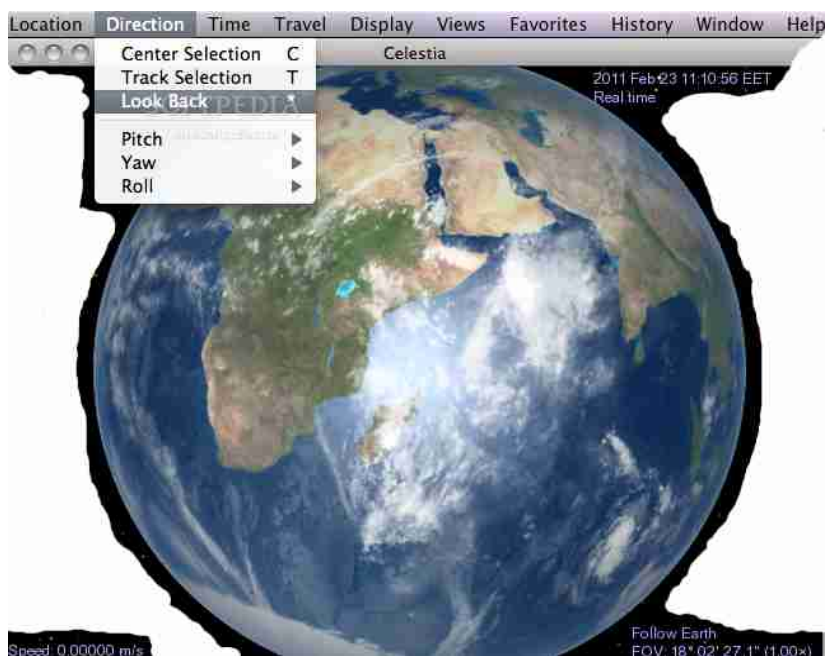 Location Direction Time Travel Display Views Favorites History Window Help
Celestia
Center Selection C
Track Selection T
Look Back *
SOFTPEDIA
Pitch
Yaw
Roll
2011 Feb 23 11:10:56 EET
Real time
Speed: 0.00000 m/s
Follow Earth
FOV: 18° 02' 27.1" (1.00×)